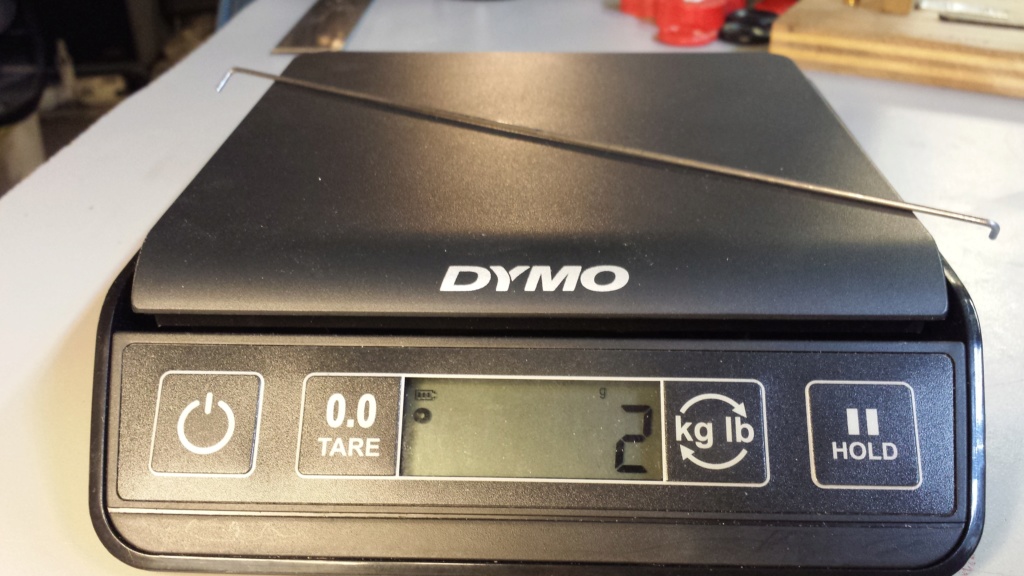 DYMO
0.0
TARE
g
2
kg lb
HOLD